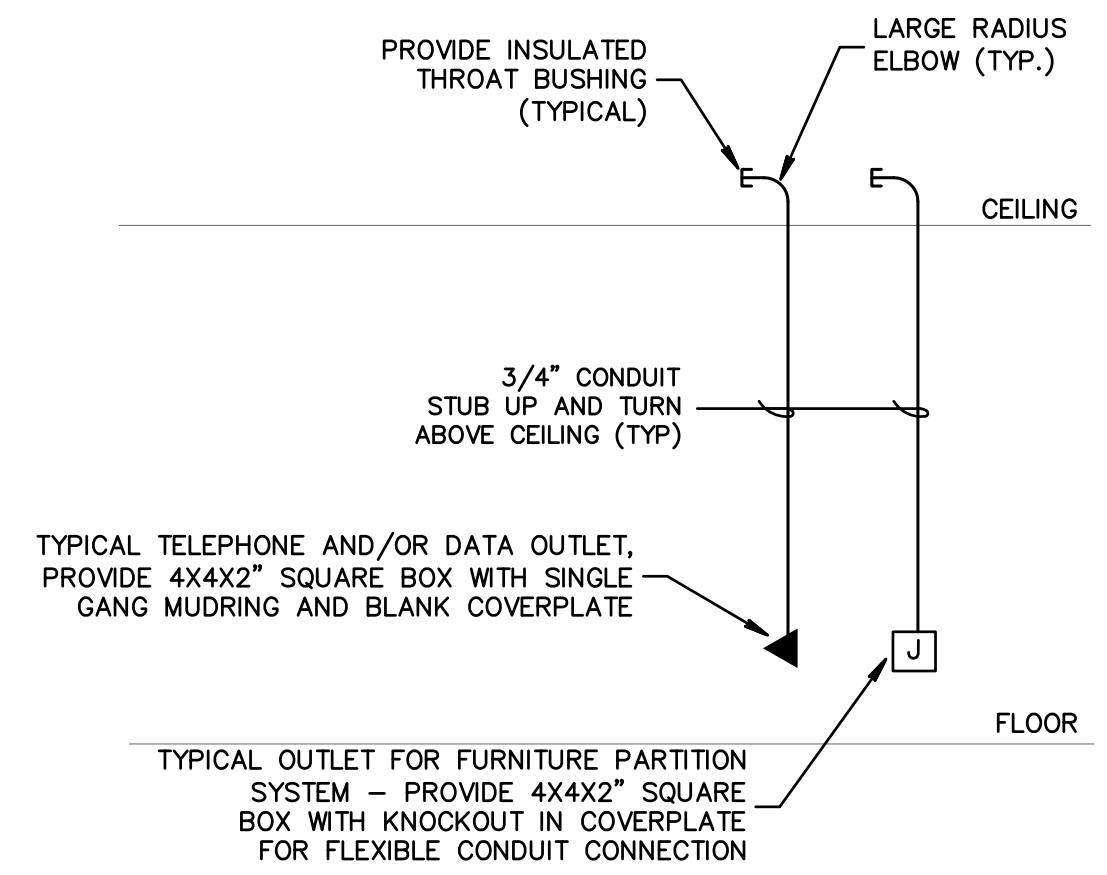 PROVIDE INSULATED
THROAT BUSHING
(TYPICAL)
LARGE RADIUS
ELBOW (TYP.)
E
E
CEILING
3/4” CONDUIT
STUB UP AND TURN
ABOVE CEILING (TYP)
TYPICAL TELEPHONE AND/OR DATA OUTLET,
PROVIDE 4X4X2” SQUARE BOX WITH SINGLE
GANG MUDRING AND BLANK COVERPLATE
J
FLOOR
TYPICAL OUTLET FOR FURNITURE PARTITION
SYSTEM – PROVIDE 4X4X2” SQUARE
BOX WITH KNOCKOUT IN COVERPLATE
FOR FLEXIBLE CONDUIT CONNECTION